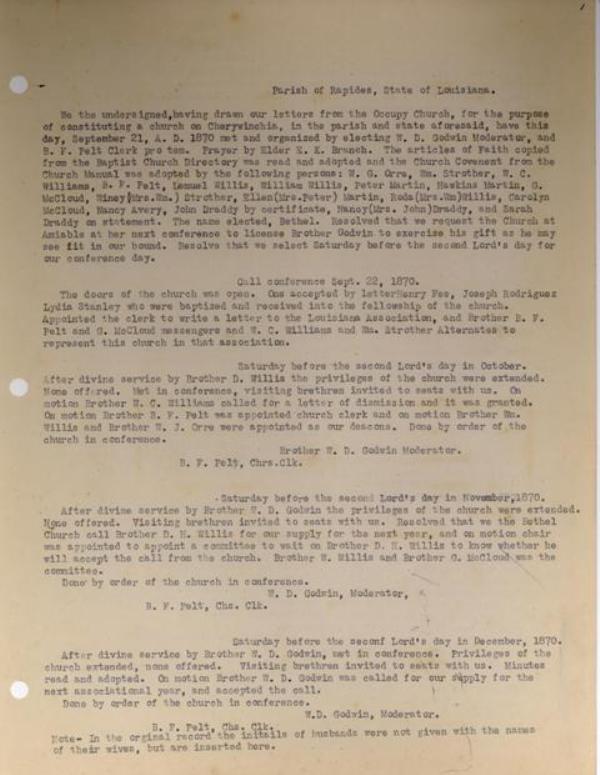 1
Parish of Rapides, State of Louisiana.
We the undersigned,having drawn our letters from the Occupy Church, for the purpose
of constituting a church on Cherywinchia, in the parish and state aforesaid, have this
day, September 21, A. D. 1870 met and organized by electing W. D. Godwin Moderator, and
B. F. Felt Clerk pro tem. Prayer by Elder E. K. Branch. The articles of Faith copied
from the Baptist Church Directory was read and adopted and the Church Covenent from the
Church Manual was adopted by the following persons: W. G. Orre, Wm. Strother, W. C.
Williams, B. F. Felt, Lemuel Willis, William Willis, Peter Martin, Hawkins Martin, G.
McCloud, Winey(Mrs.Wm.) Strother, Ellen(Mrs.Peter) Martin, Roda(Mrs.Wm)Willis, Carolyn
McCloud, Nancy Avery, John Draddy by certificate, Nancy(Mrs. John)Draddy, and Sarah
Draddy on statement. The name elected, Bethel. Resolved that we request the Church at
Amiable at her next conference to license Brother Godwin to exercise his gift as he may
see fit in our bound. Resolve that we select Saturday before the second Lord's day for
our conference day.
Call conference Sept. 22, 1870.
The doors of the church was open. One accepted by letterHenry Fee, Joseph Rodriguez
Lydia Stanley who were baptized and received into the fellowship of the church.
Appointed the clerk to write a letter to the Louisiana Association, and Brother B. F.
Felt and G. McCloud messengers and W. C. Williams and Wm. Strother Alternates to
represent this church in that association.
Saturday before the second Lord's day in October.
After divine service by Brother D. Willis the privileges of the church were extended.
None offered. Met in conference, visiting brethren invited to seats with us. On
motion Brother W. C. Williams called for a letter of dismission and it was granted.
On motion Brother B. F. Felt was appointed church clerk and on motion Brother Wm.
Willis and Brother W. J. Orre were appointed as our deacons. Done by order of the
church in conference.
Brother W. D. Godwin Moderator.
B. F. Felt, Chrs.Clk.
Saturday before the second Lord's day in November,1870.
After divine service by Brother W. D. Godwin the privileges of the church were extended.
None offered. Visiting brethren invited to seats with us. Resolved that we the Bethel
Church call Brother D. H. Willis for our supply for the next year, and on motion chair
was appointed to appoint a committee to wait on Brother D. H. Willis to know whether he
will accept the call from the church. Brother W. Willis and Brother G. McCloud was the
committee.
Done by order of the church in conference.
W. D. Godwin, Moderator,
B. F. Felt, Chs. Clk.
Saturday before the seconf Lord's day in December, 1870.
After divine service by Brother W. D. Godwin, met in conference. Privileges of the
church extended, none offered. Visiting brethren invited to seats with us. Minutes
read and adopted. On motion Brother W. D. Godwin was called for our supply for the
next associational year, and accepted the call.
Done by order of the church in conference.
W.D. Godwin, Moderator.
B. F. Felt, Chs. Clk.
Note- In the orginal record the initails of husbands were not given with the names
of their wives, but are inserted here.